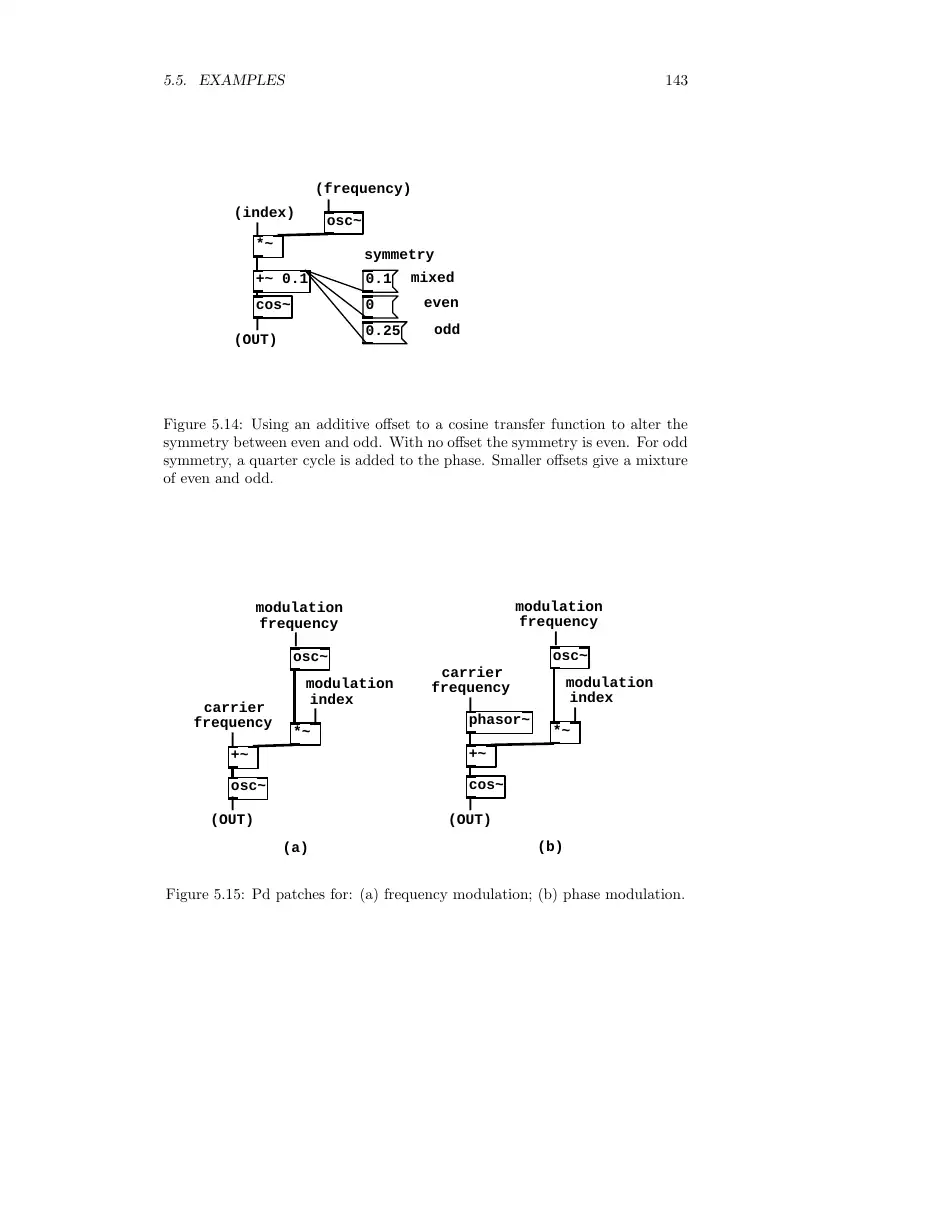 5.5. EXAMPLES 143
(frequency)
(index)
osc~
*~
symmetry
+~ 0.1
0.1 mixed
cos~
0 even
0.25 odd
(OUT)
Figure 5.14: Using an additive offset to a cosine transfer function to alter the
symmetry between even and odd. With no offset the symmetry is even. For odd
symmetry, a quarter cycle is added to the phase. Smaller offsets give a mixture
of even and odd.
modulation
frequency
osc~
modulation
index
carrier
frequency
*~
+~
osc~
(OUT)
(a)
modulation
frequency
osc~
carrier
frequency
modulation
index
phasor~
*~
+~
cos~
(OUT)
(b)
Figure 5.15: Pd patches for: (a) frequency modulation; (b) phase modulation.